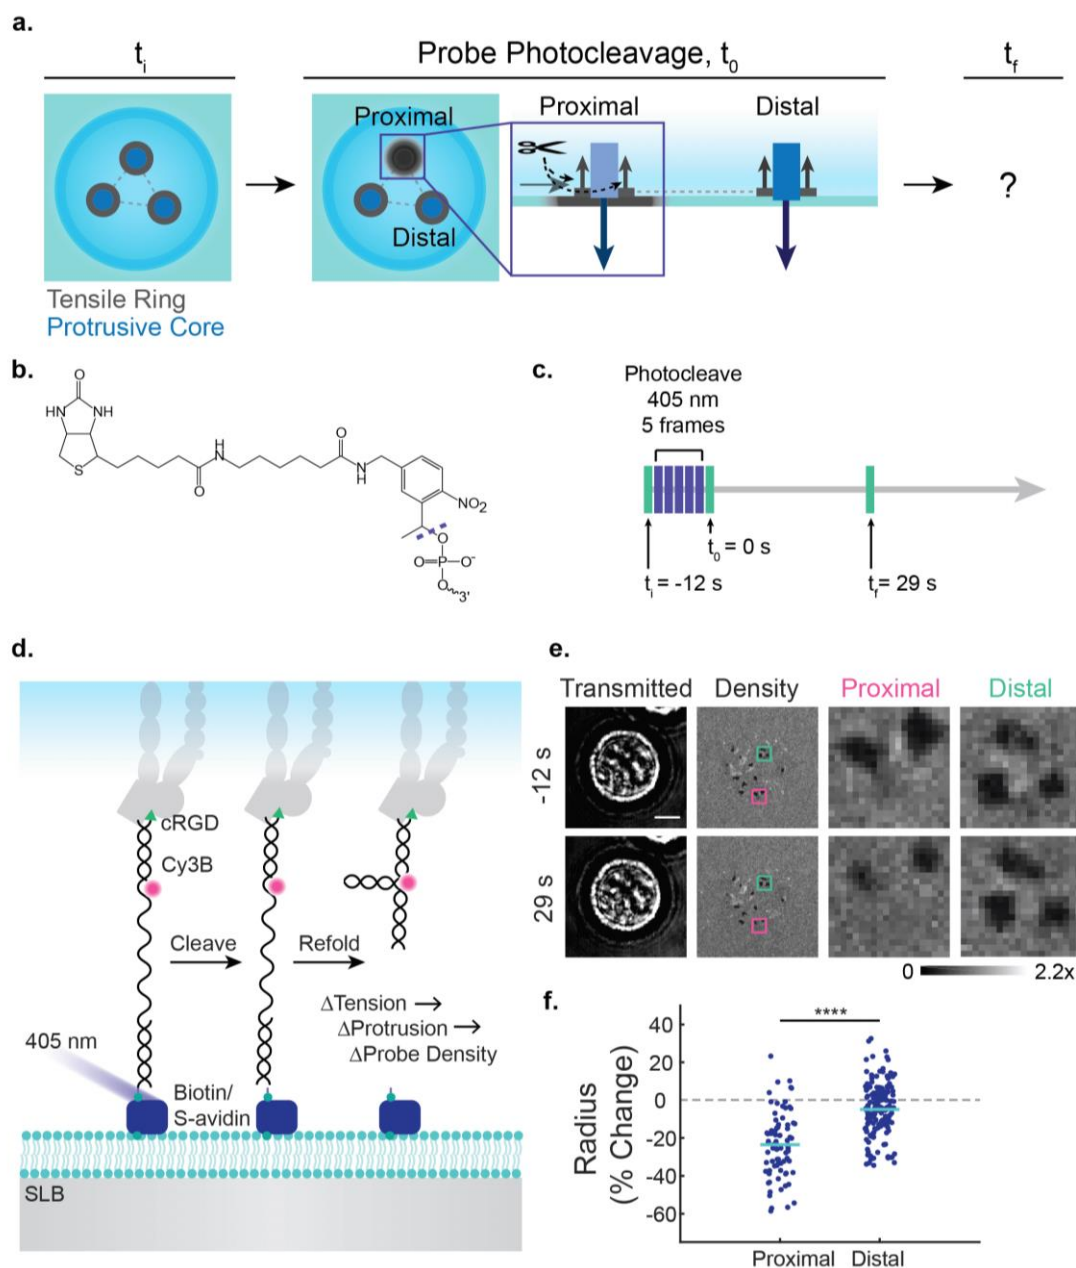 a.
t_i
Probe Photocleavage, t_0
t_f
Proximal
Distal
Proximal
Distal
?
Tensile Ring
Protrusive Core
b.
O
HN
NH
S
H
N
O
O
N
H
NO2
O
O=P-O-
O
3'
c.
Photocleave
405 nm
5 frames
t_0 = 0 s
t_i = -12 s
t_f = 29 s
d.
cRGD
Cy3B
Cleave
Refold
ΔTension →
ΔProtrusion →
ΔProbe Density
405 nm
Biotin/
S-avidin
SLB
e.
Transmitted
Density
Proximal
Distal
-12 s
29 s
0
2.2x
f.
****
40
20
0
-20
-40
-60
Radius
(% Change)
Proximal
Distal